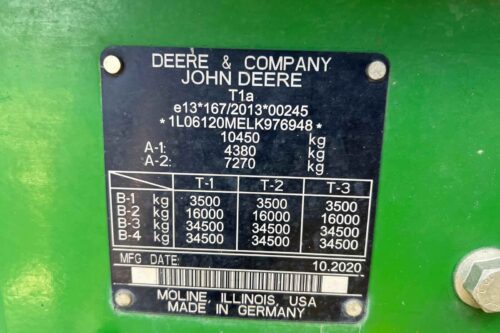 DEERE & COMPANY
JOHN DEERE
T1a
e13*167/2013*00245
*1L06120MELK976948*
10450 kg
A-1: 4380 kg
A-2: 7270 kg
T-1 T-2 T-3
B-1 kg 3500 3500 3500
B-2 kg 16000 16000 16000
B-3 kg 34500 34500 34500
B-4 kg 34500 34500 34500
MFG DATE: 10.2020
MOLINE, ILLINOIS, USA
MADE IN GERMANY